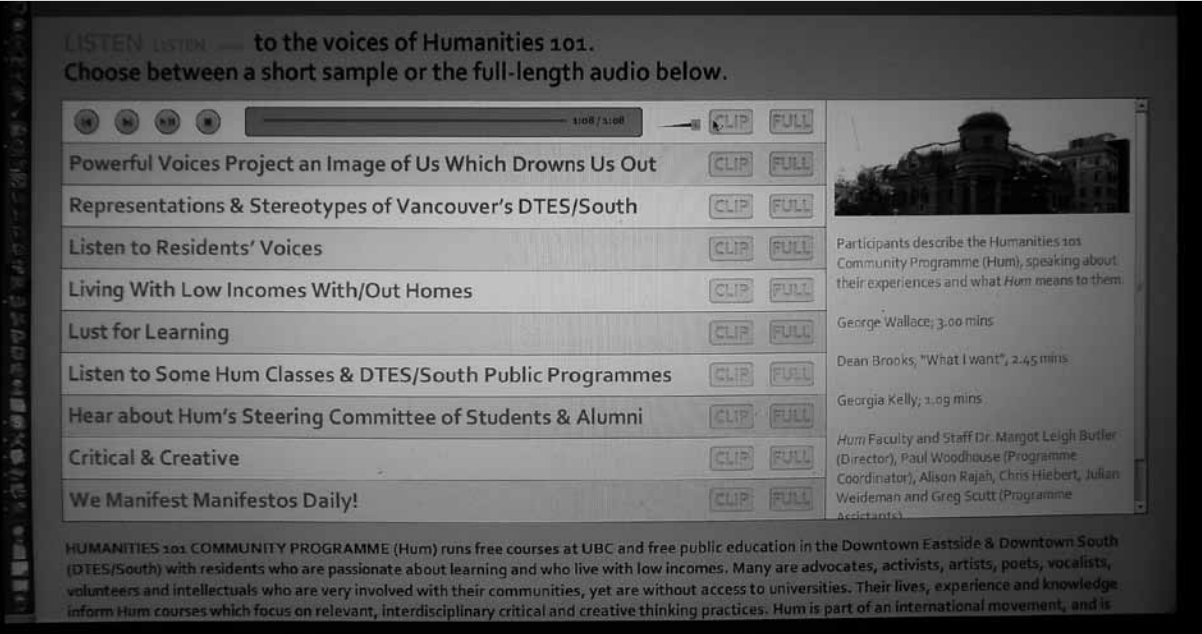 LISTEN LISTEN to the voices of Humanities 101.
Choose between a short sample or the full-length audio below.
1:08 / 1:08
CLIP FULL
Powerful Voices Project an Image of Us Which Drowns Us Out CLIP FULL
Representations & Stereotypes of Vancouver's DTES/South CLIP FULL
Listen to Residents' Voices CLIP FULL
Living With Low Incomes With/Out Homes CLIP FULL
Lust for Learning CLIP FULL
Listen to Some Hum Classes & DTES/South Public Programmes CLIP FULL
Hear about Hum's Steering Committee of Students & Alumni CLIP FULL
Critical & Creative CLIP FULL
We Manifest Manifestos Daily! CLIP FULL
Participants describe the Humanities 101
Community Programme (Hum), speaking about
their experiences and what Hum means to them
George Wallace; 3.00 mins
Dean Brooks, "What I want", 2.45 mins
Georgia Kelly; 1.09 mins
Hum Faculty and Staff Dr. Margot Leigh Butler
(Director), Paul Woodhouse (Programme
Coordinator), Alison Rajah, Chris Hiebert, Julian
Weideman and Greg Scutt (Programme
Assistants)
HUMANITIES 101 COMMUNITY PROGRAMME (Hum) runs free courses at UBC and free public education in the Downtown Eastside & Downtown South
(DTES/South) with residents who are passionate about learning and who live with low incomes. Many are advocates, activists, artists, poets, vocalists,
volunteers and intellectuals who are very involved with their communities, yet are without access to universities. Their lives, experience and knowledge
inform Hum courses which focus on relevant, interdisciplinary critical and creative thinking practices. Hum is part of an international movement, and is